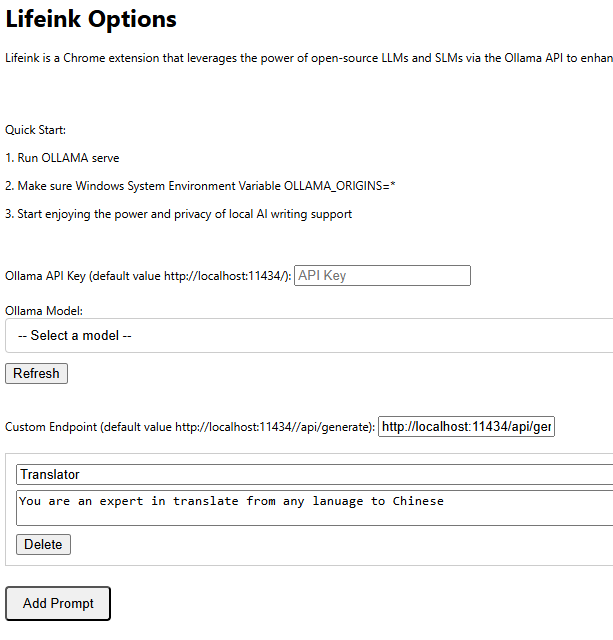 Lifeink Options
Lifeink is a Chrome extension that leverages the power of open-source LLMs and SLMs via the Ollama API to enhan
Quick Start:
1. Run OLLAMA serve
2. Make sure Windows System Environment Variable OLLAMA_ORIGINS=*
3. Start enjoying the power and privacy of local AI writing support
Ollama API Key (default value http://localhost:11434/): API Key
Ollama Model:
-- Select a model --
Refresh
Custom Endpoint (default value http://localhost:11434//api/generate): http://localhost:11434/api/ger
Translator
You are an expert in translate from any lanuage to Chinese
Delete
Add Prompt